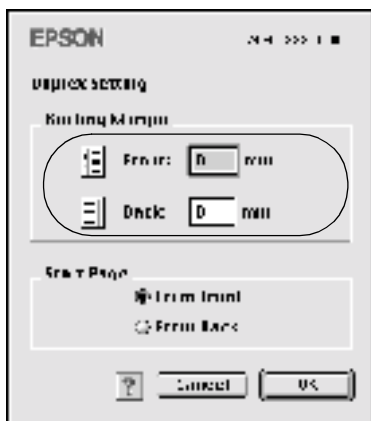 EPSON
Duplex Setting
Binding Margin
Front: 0 mm
Back: 0 mm
Start Page
From Front
From Back
? Cancel OK